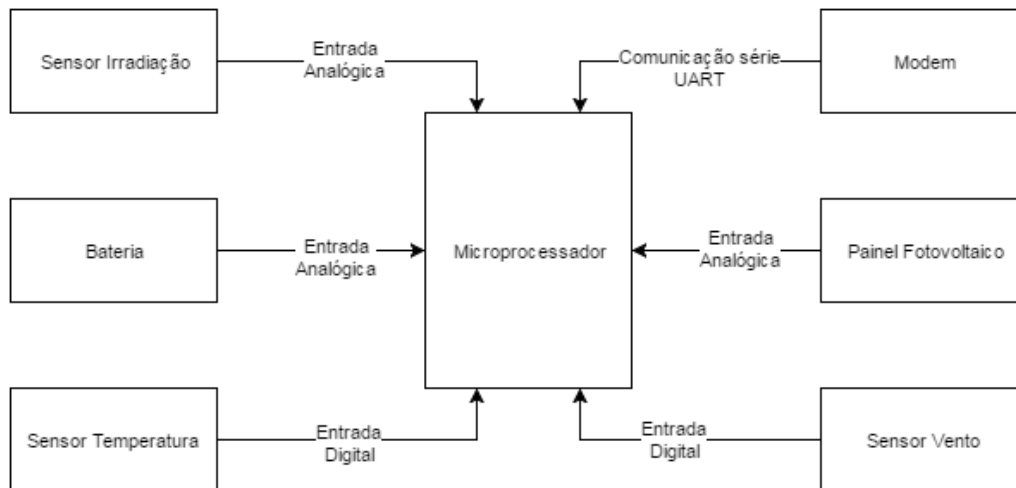 Sensor Irradiação
Entrada
Analógica
Comunicação série
UART
Modem
Bateria
Entrada
Analógica
Microprocessador
Entrada
Analógica
Painel Fotovoltaico
Sensor Temperatura
Entrada
Digital
Entrada
Digital
Sensor Vento